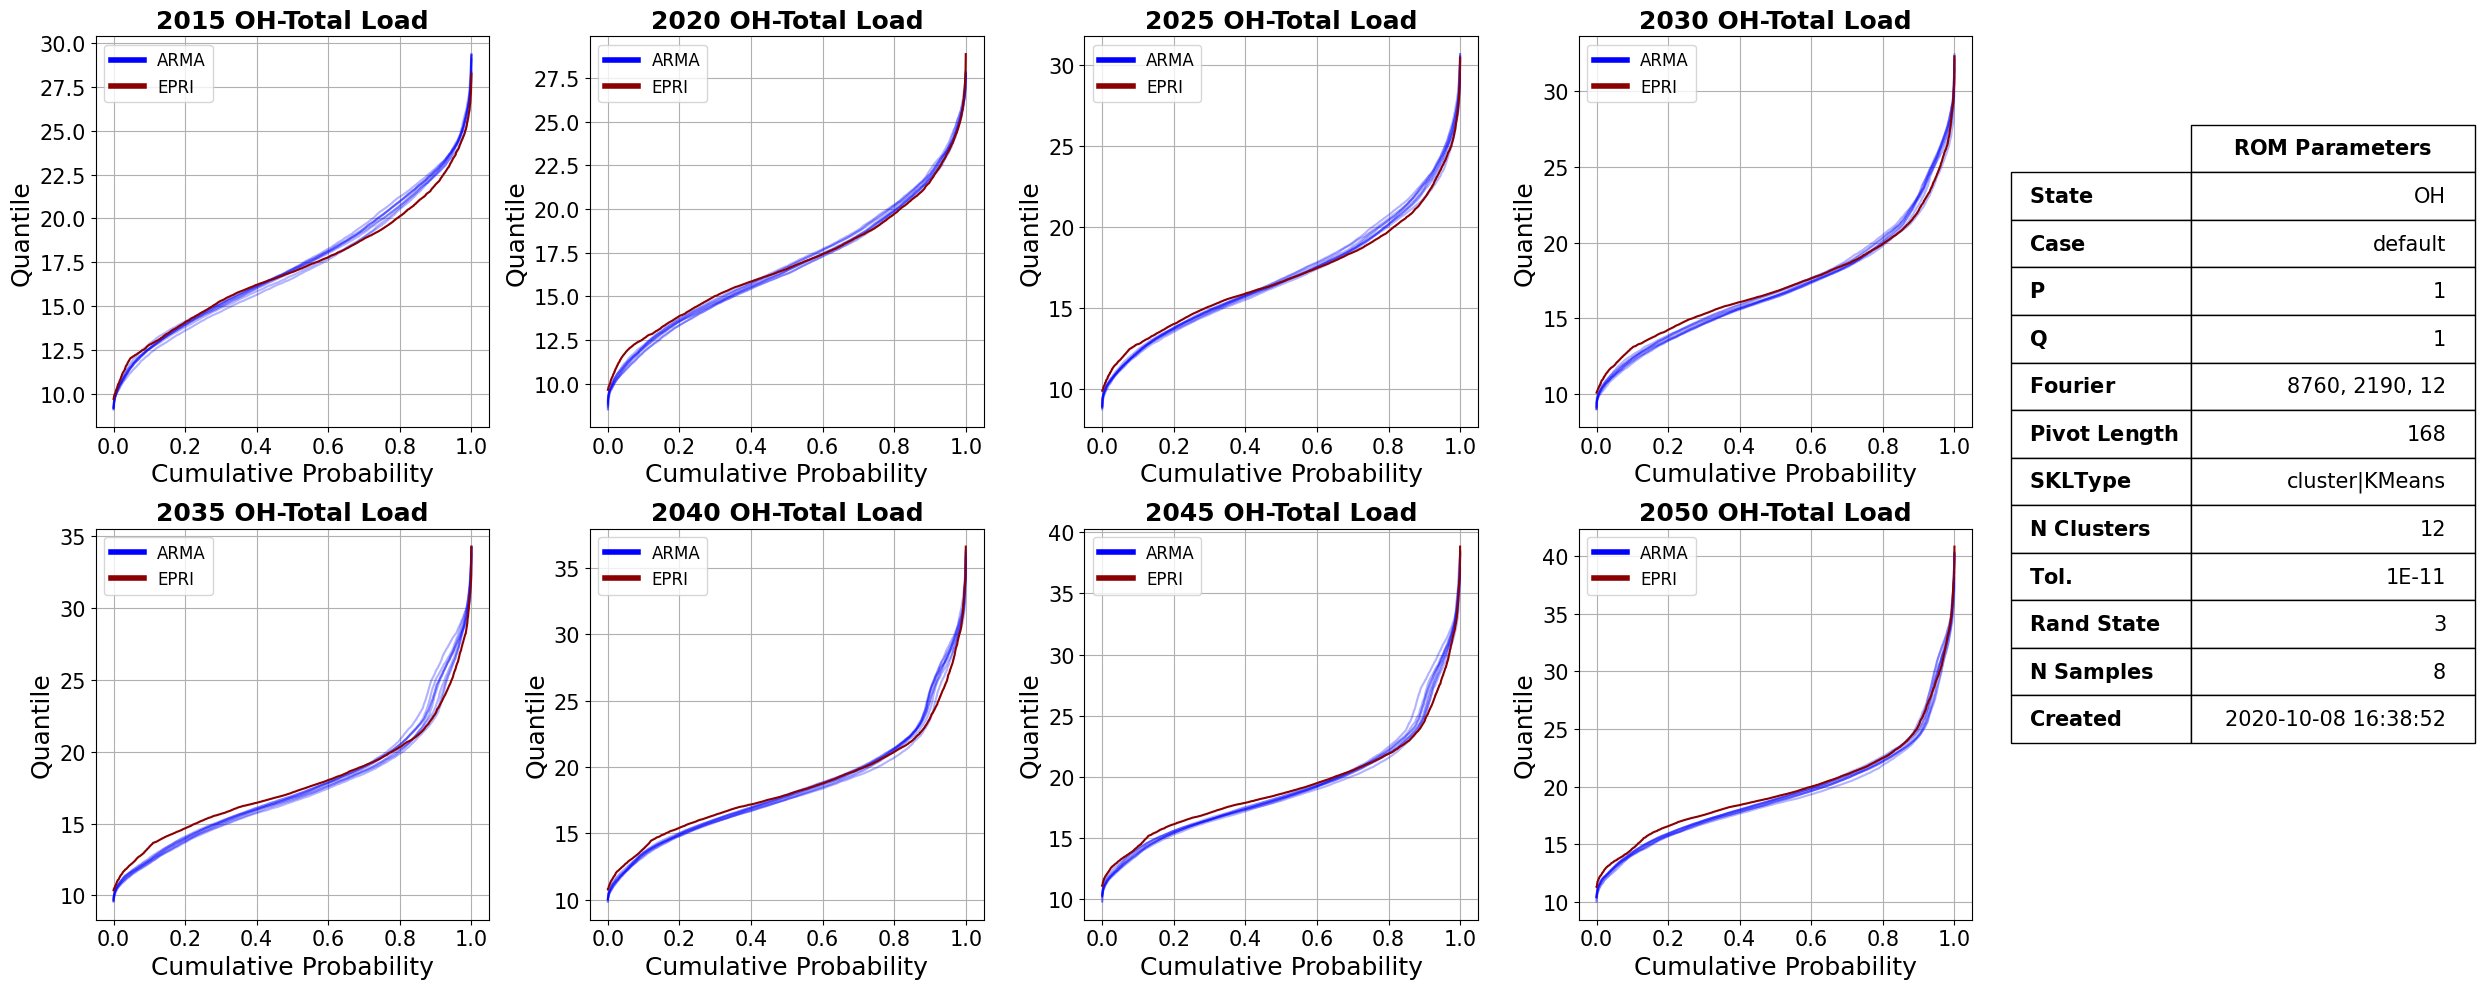 2015 OH-Total Load
30.0
27.5
25.0
22.5
20.0
17.5
15.0
12.5
10.0
Quantile
ARMA
EPRI
0.0 0.2 0.4 0.6 0.8 1.0
Cumulative Probability
2020 OH-Total Load
27.5
25.0
22.5
20.0
17.5
15.0
12.5
10.0
Quantile
ARMA
EPRI
0.0 0.2 0.4 0.6 0.8 1.0
Cumulative Probability
2025 OH-Total Load
30
25
20
15
10
Quantile
ARMA
EPRI
0.0 0.2 0.4 0.6 0.8 1.0
Cumulative Probability
2030 OH-Total Load
30
25
20
15
10
Quantile
ARMA
EPRI
0.0 0.2 0.4 0.6 0.8 1.0
Cumulative Probability
2035 OH-Total Load
35
30
25
20
15
10
Quantile
ARMA
EPRI
0.0 0.2 0.4 0.6 0.8 1.0
Cumulative Probability
2040 OH-Total Load
35
30
25
20
15
10
Quantile
ARMA
EPRI
0.0 0.2 0.4 0.6 0.8 1.0
Cumulative Probability
2045 OH-Total Load
40
35
30
25
20
15
10
Quantile
ARMA
EPRI
0.0 0.2 0.4 0.6 0.8 1.0
Cumulative Probability
2050 OH-Total Load
40
35
30
25
20
15
10
Quantile
ARMA
EPRI
0.0 0.2 0.4 0.6 0.8 1.0
Cumulative Probability
ROM Parameters
State OH
Case default
P 1
Q 1
Fourier 8760, 2190, 12
Pivot Length 168
SKLType cluster|KMeans
N Clusters 12
Tol. 1E-11
Rand State 3
N Samples 8
Created 2020-10-08 16:38:52